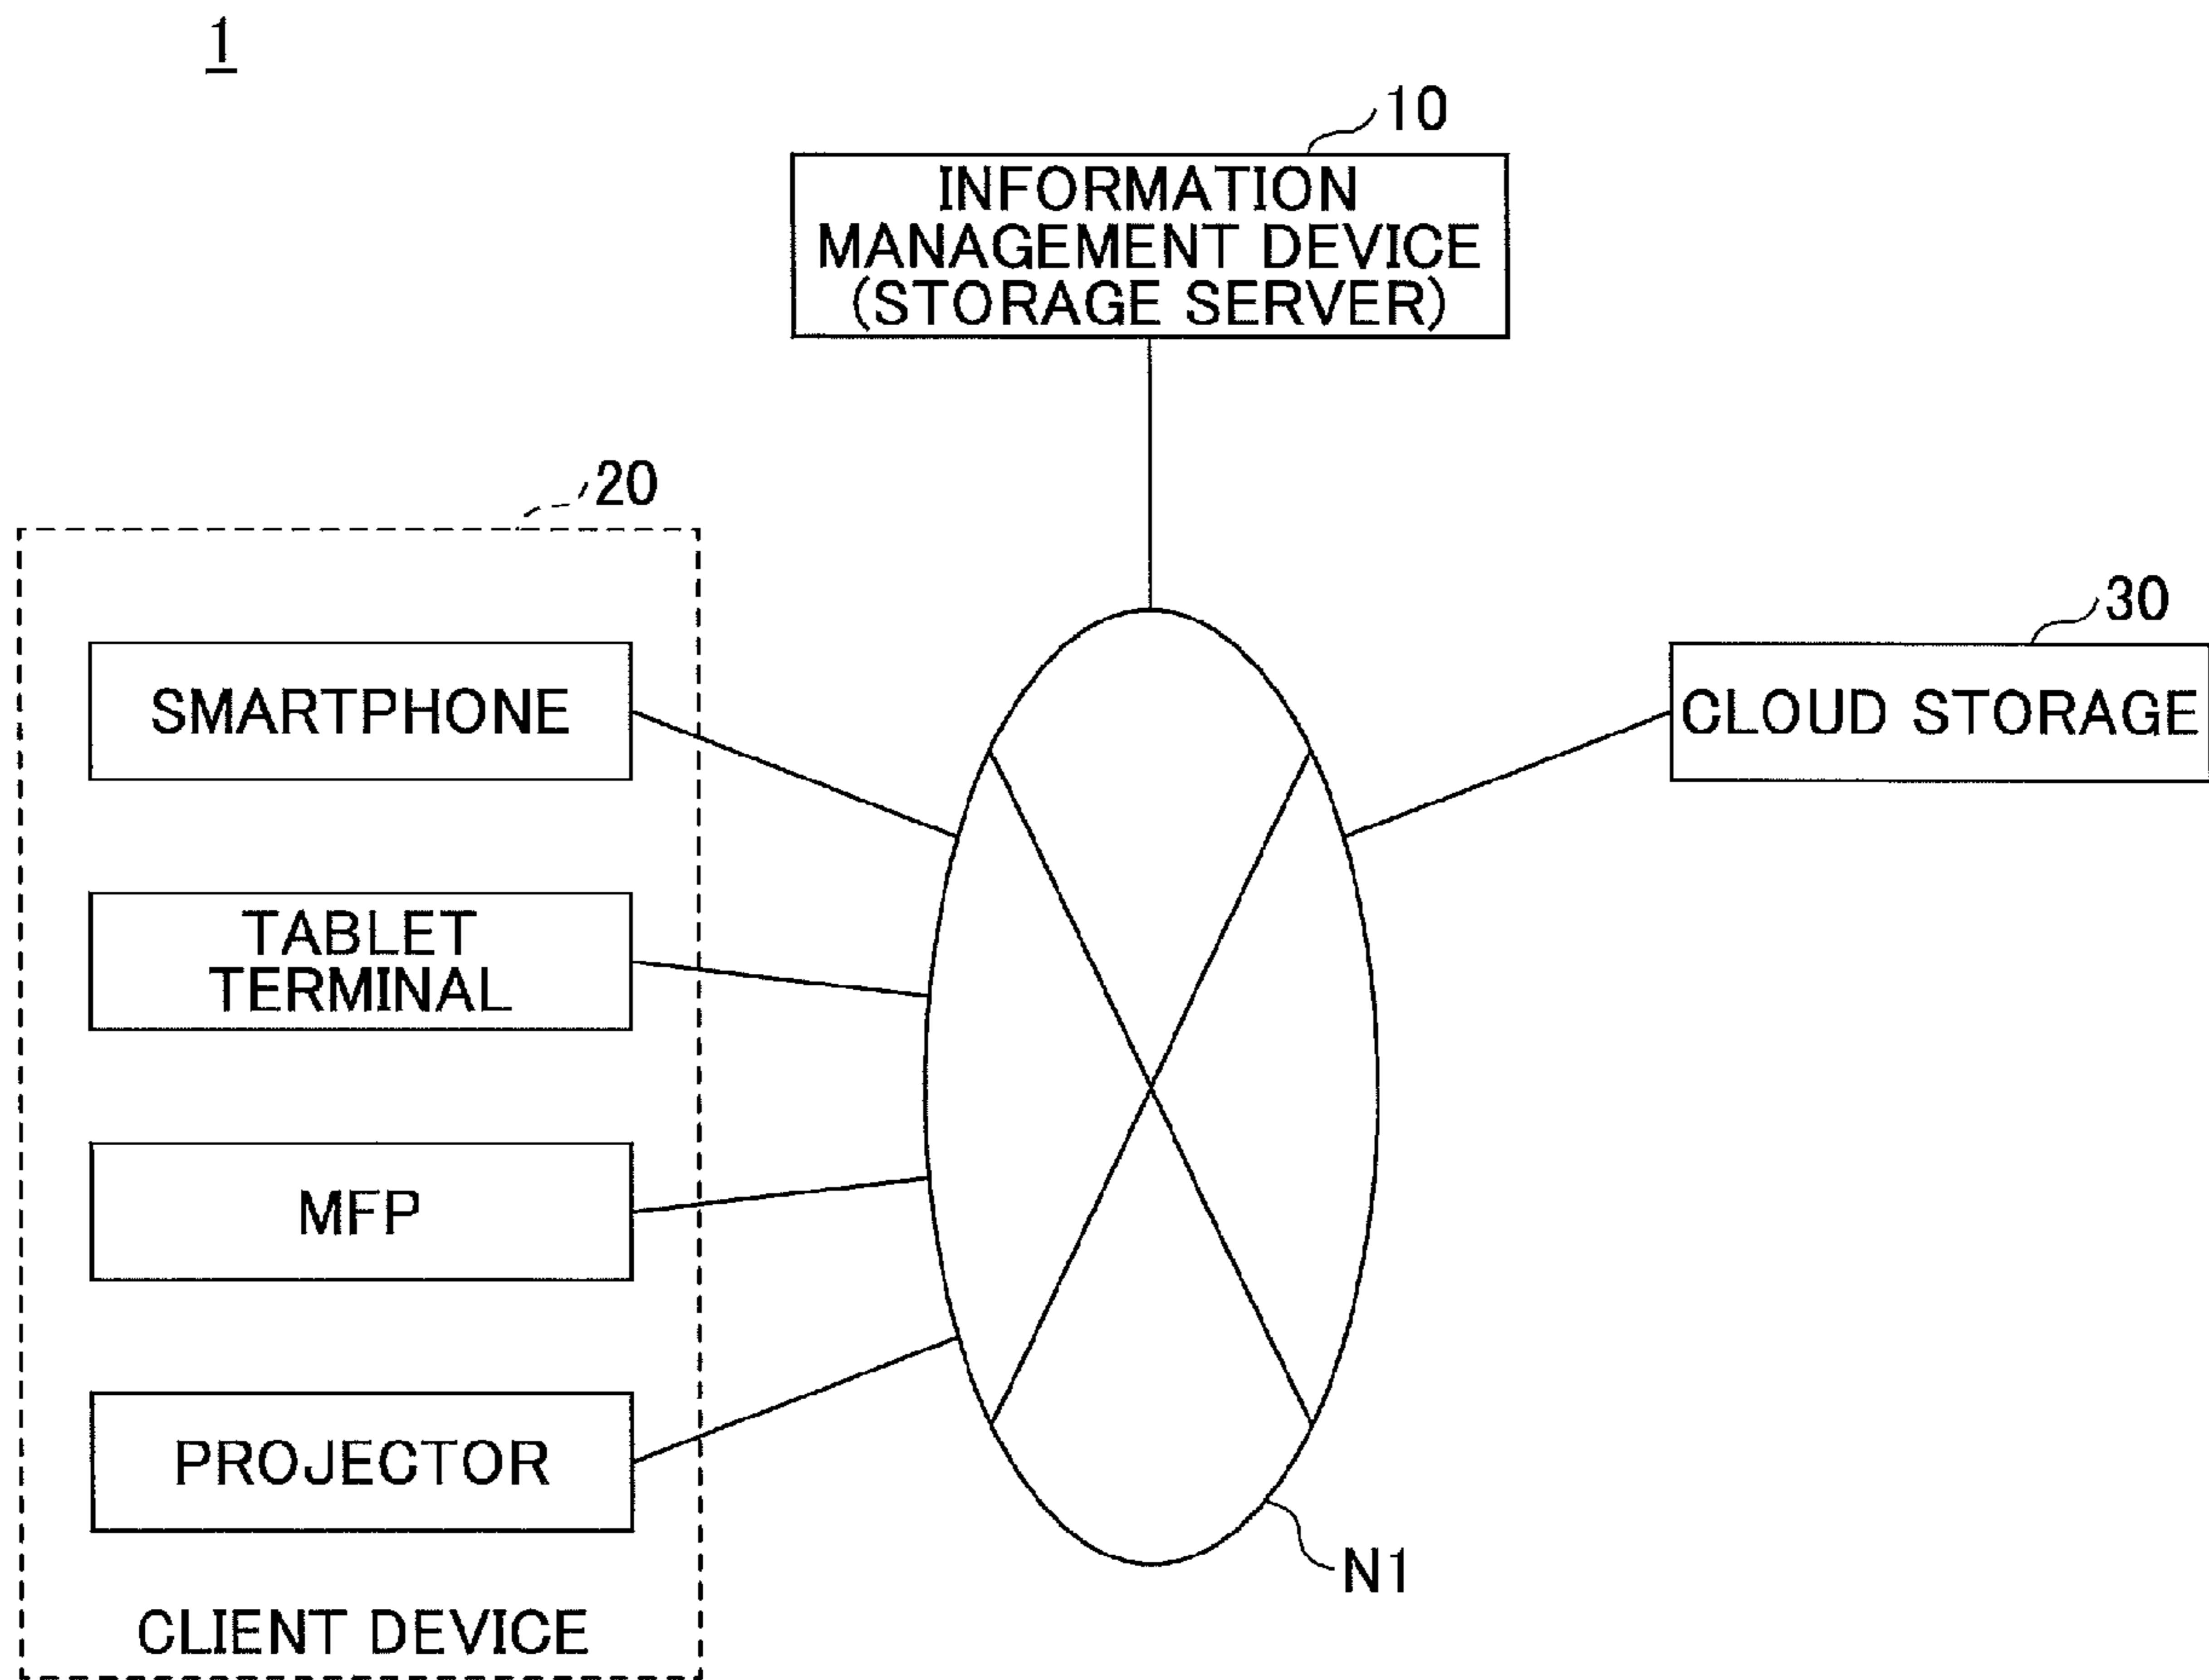 1
10
INFORMATION
MANAGEMENT DEVICE
(STORAGE SERVER)
20
SMARTPHONE
TABLET
TERMINAL
MFP
PROJECTOR
CLIENT DEVICE
30
CLOUD STORAGE
N1